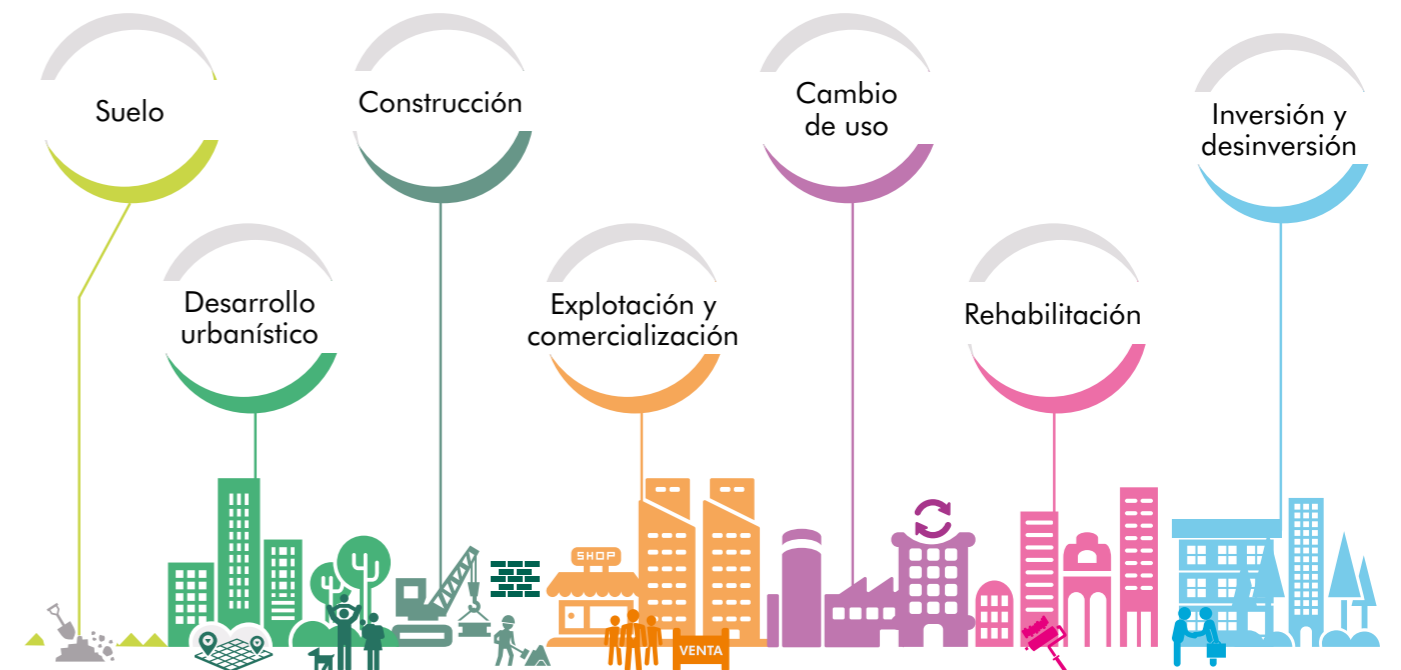 Suelo
Desarrollo
urbanístico
Construcción
Explotación y
comercialización
Cambio
de uso
Rehabilitación
Inversión y
desinversión
SHOP
VENTA